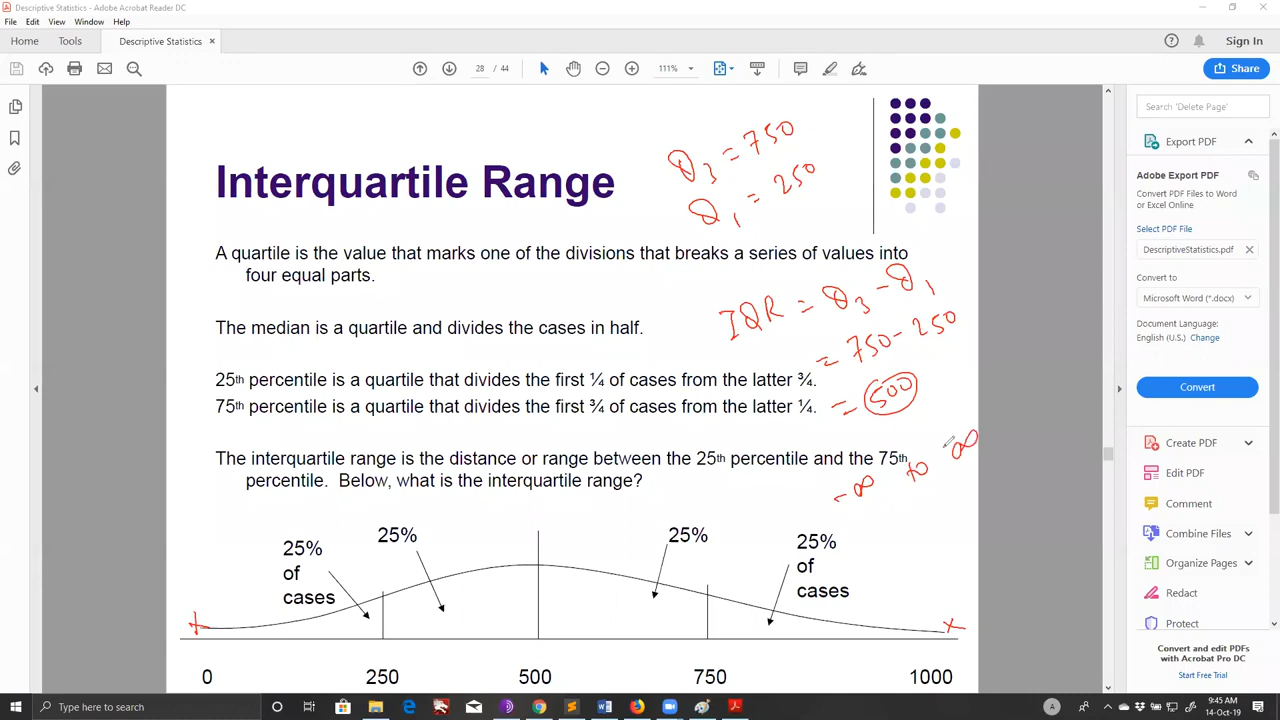 Descriptive Statistics - Adobe Acrobat Reader DC
File Edit View Window Help
Home Tools Descriptive Statistics × Sign In
28 / 44 111% Share
Interquartile Range
Q3 = 750
Q1 = 250
A quartile is the value that marks one of the divisions that breaks a series of values into
four equal parts.
IQR = Q3 - Q1
The median is a quartile and divides the cases in half.
= 750 - 250
25th percentile is a quartile that divides the first ¼ of cases from the latter ¾.
75th percentile is a quartile that divides the first ¾ of cases from the latter ¼.
= 500
The interquartile range is the distance or range between the 25th percentile and the 75th
percentile. Below, what is the interquartile range?
-∞ to ∞
25% of cases
25%
25%
25% of cases
0 250 500 750 1000
Search 'Delete Page'
Export PDF
Adobe Export PDF
Convert PDF Files to Word
or Excel Online
Select PDF File
DescriptiveStatistics.pdf ×
Convert to
Microsoft Word (*.docx)
Document Language:
English (U.S.) Change
Convert
Create PDF
Edit PDF
Comment
Combine Files
Organize Pages
Redact
Protect
Convert and edit PDFs
with Acrobat Pro DC
Start Free Trial
Type here to search
9:45 AM
14-Oct-19